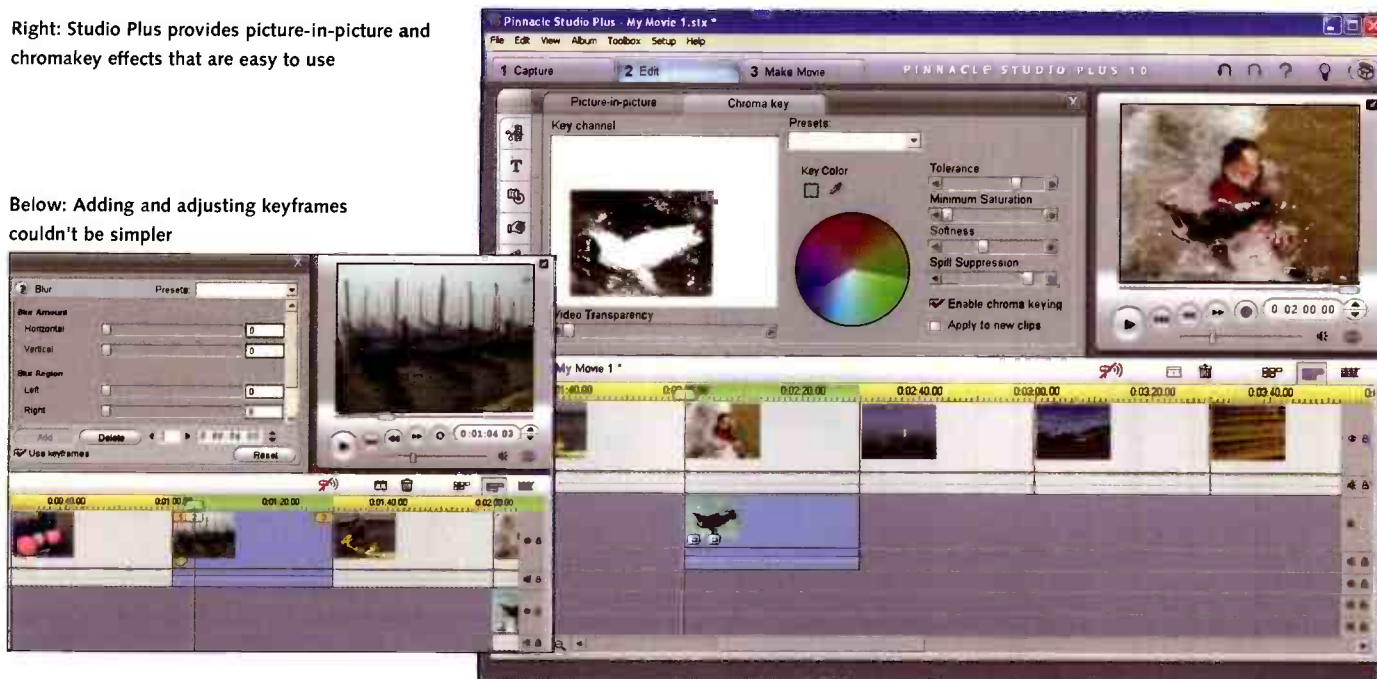 Right: Studio Plus provides picture-in-picture and
chromakey effects that are easy to use
Below: Adding and adjusting keyframes
couldn't be simpler
Pinnacle Studio Plus - My Movie 1.stx *
File Edit View Album Toolbox Setup Help
1 Capture 2 Edit 3 Make Movie PINNACLE STUDIO PLUS 10
Picture-in-picture Chroma key
Key channel
Presets:
Key Color
Tolerance
Minimum Saturation
Softness
Spill Suppression
Enable chroma keying
Apply to new clips
Video Transparency
0:02:00.00
My Movie 1 *
0:02:20.00 0:02:40.00 0:03:00.00 0:03:20.00 0:03:40.00
2 Blur Presets:
Blur Amount
Horizontal 0
Vertical 0
Blur Region
Left 0
Right 0
Add Delete
Use keyframes Reset
0:01:04.03
0:00:40.00 0:01:20.00 0:01:40.00